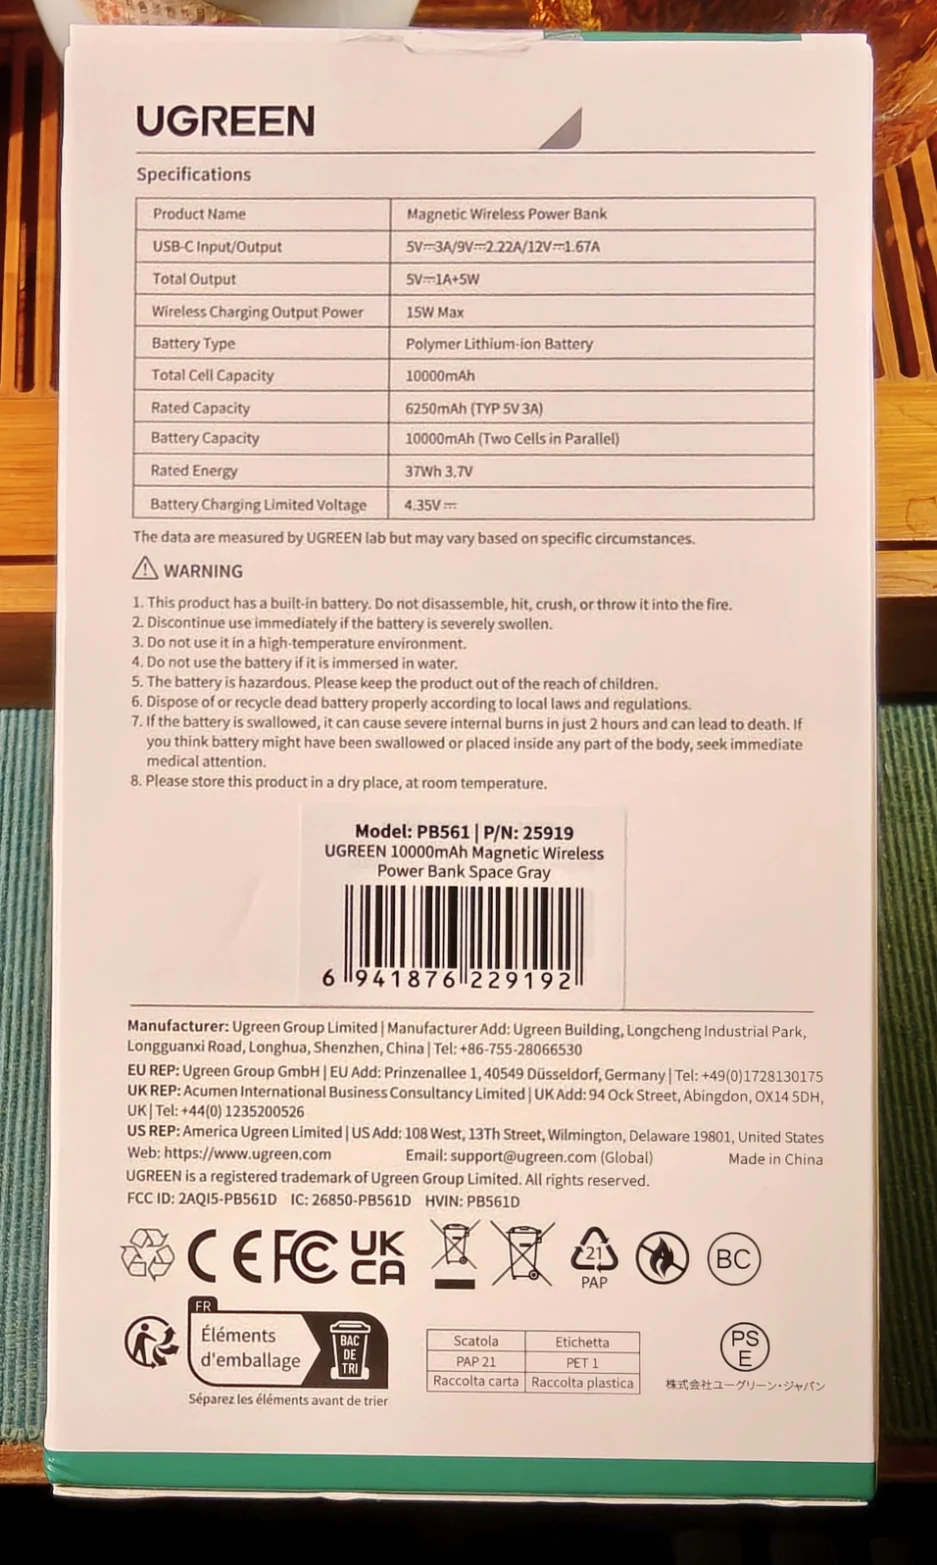 UGREEN
Specifications
Product Name Magnetic Wireless Power Bank
USB-C Input/Output 5V⎓3A/9V⎓2.22A/12V⎓1.67A
Total Output 5V⎓1A+5W
Wireless Charging Output Power 15W Max
Battery Type Polymer Lithium-ion Battery
Total Cell Capacity 10000mAh
Rated Capacity 6250mAh (TYP 5V 3A)
Battery Capacity 10000mAh (Two Cells in Parallel)
Rated Energy 37Wh 3.7V
Battery Charging Limited Voltage 4.35V⎓
The data are measured by UGREEN lab but may vary based on specific circumstances.
WARNING
1. This product has a built-in battery. Do not disassemble, hit, crush, or throw it into the fire.
2. Discontinue use immediately if the battery is severely swollen.
3. Do not use it in a high-temperature environment.
4. Do not use the battery if it is immersed in water.
5. The battery is hazardous. Please keep the product out of the reach of children.
6. Dispose of or recycle dead battery properly according to local laws and regulations.
7. If the battery is swallowed, it can cause severe internal burns in just 2 hours and can lead to death. If
you think battery might have been swallowed or placed inside any part of the body, seek immediate
medical attention.
8. Please store this product in a dry place, at room temperature.
Model: PB561 | P/N: 25919
UGREEN 10000mAh Magnetic Wireless
Power Bank Space Gray
6 941876 229192
Manufacturer: Ugreen Group Limited | Manufacturer Add: Ugreen Building, Longcheng Industrial Park,
Longguanxi Road, Longhua, Shenzhen, China | Tel: +86-755-28066530
EU REP: Ugreen Group GmbH | EU Add: Prinzenallee 1, 40549 Düsseldorf, Germany | Tel: +49(0)1728130175
UK REP: Acumen International Business Consultancy Limited | UK Add: 94 Ock Street, Abingdon, OX14 5DH,
UK | Tel: +44(0) 1235200526
US REP: America Ugreen Limited | US Add: 108 West, 13Th Street, Wilmington, Delaware 19801, United States
Web: https://www.ugreen.com Email: support@ugreen.com (Global) Made in China
UGREEN is a registered trademark of Ugreen Group Limited. All rights reserved.
FCC ID: 2AQI5-PB561D IC: 26850-PB561D HVIN: PB561D
CE FC UK
CA
21
PAP
BC
FR
Éléments
d'emballage
BAC
DE
TRI
Séparez les éléments avant de trier
Scatola Etichetta
PAP 21 PET 1
Raccolta carta Raccolta plastica
PS
E
株式会社ユーグリーン・ジャパン